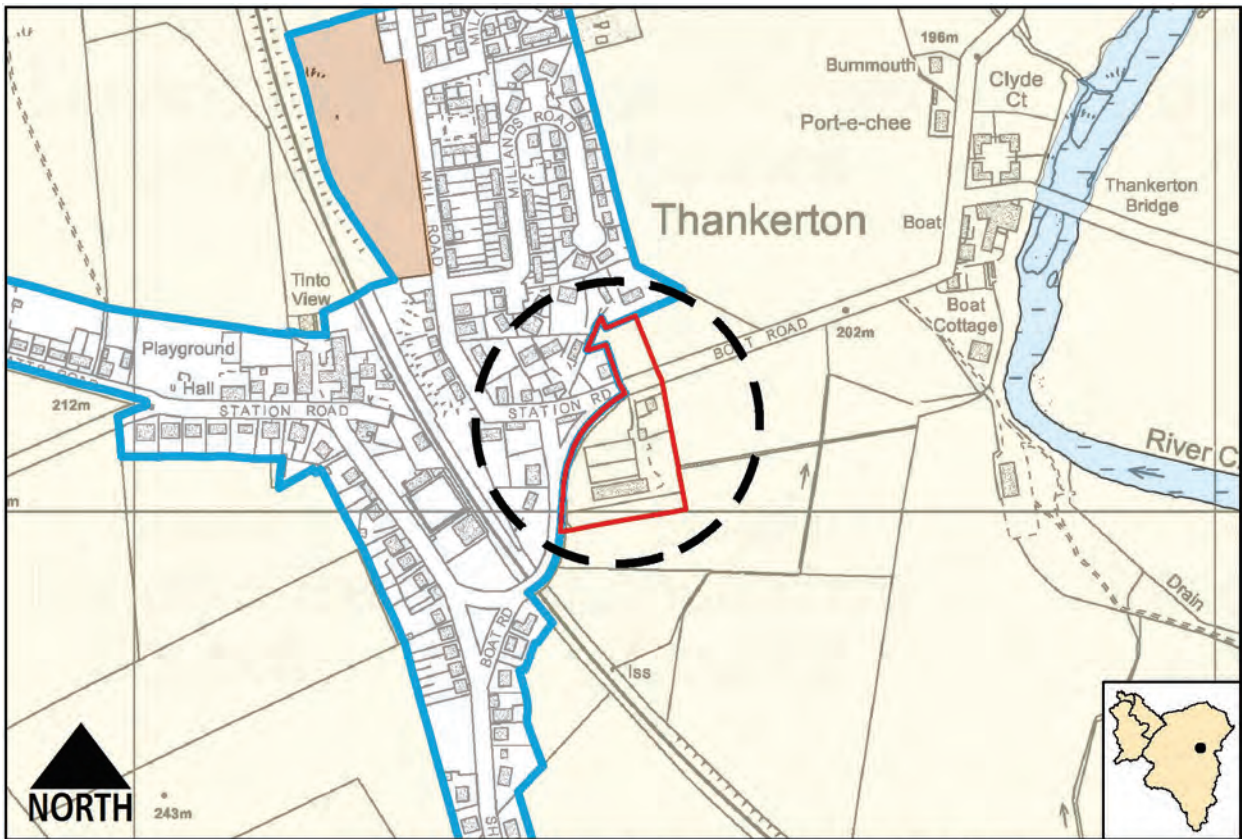 196m
Burnmouth
Clyde
Ct
Port-e-chee
MILLANDS ROAD
MILL ROAD
Thankerton
Thankerton
Bridge
Boat
Tinto
View
Boat
Cottage
202m
BOAT ROAD
Playground
Hall
212m
STATION ROAD
STATION RD
River C
BOAT RD
Drain
Iss
NORTH
243m
SH